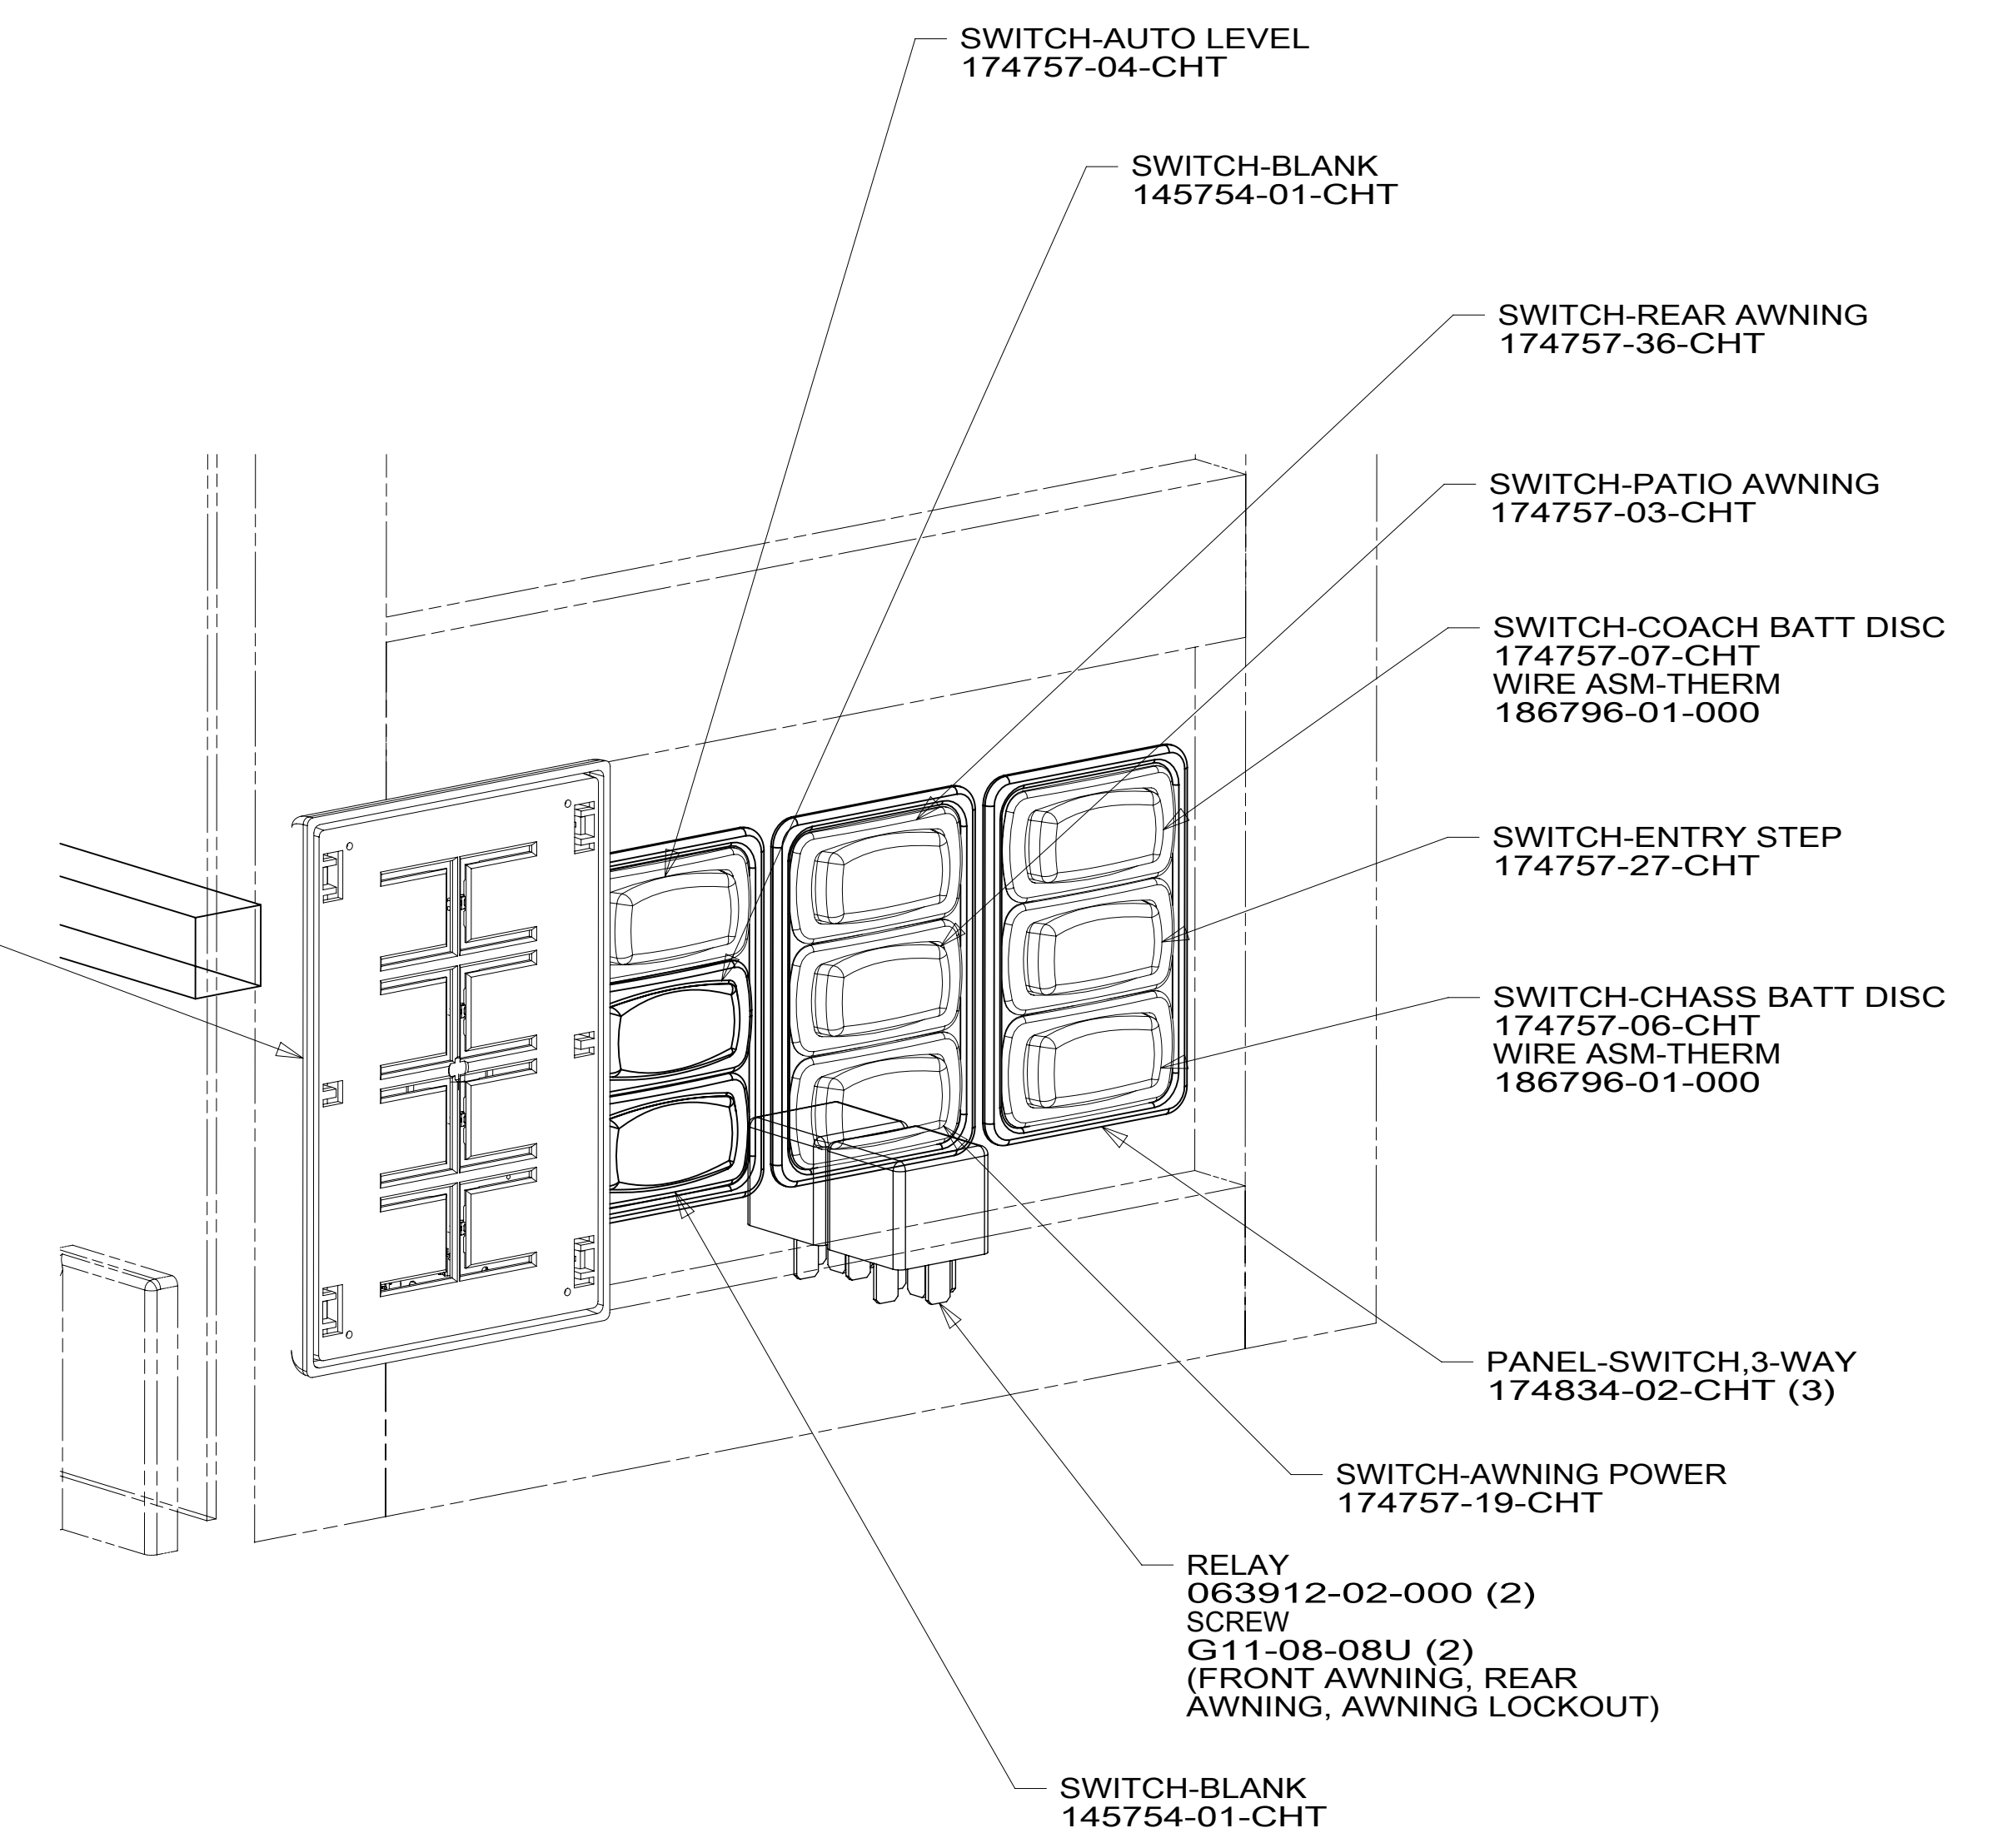 SWITCH-AUTO LEVEL
174757-04-CHT
SWITCH-BLANK
145754-01-CHT
SWITCH-REAR AWNING
174757-36-CHT
SWITCH-PATIO AWNING
174757-03-CHT
SWITCH-COACH BATT DISC
174757-07-CHT
WIRE ASM-THERM
186796-01-000
SWITCH-ENTRY STEP
174757-27-CHT
SWITCH-CHASS BATT DISC
174757-06-CHT
WIRE ASM-THERM
186796-01-000
PANEL-SWITCH,3-WAY
174834-02-CHT (3)
SWITCH-AWNING POWER
174757-19-CHT
RELAY
063912-02-000 (2)
SCREW
G11-08-08U (2)
(FRONT AWNING, REAR
AWNING, AWNING LOCKOUT)
SWITCH-BLANK
145754-01-CHT